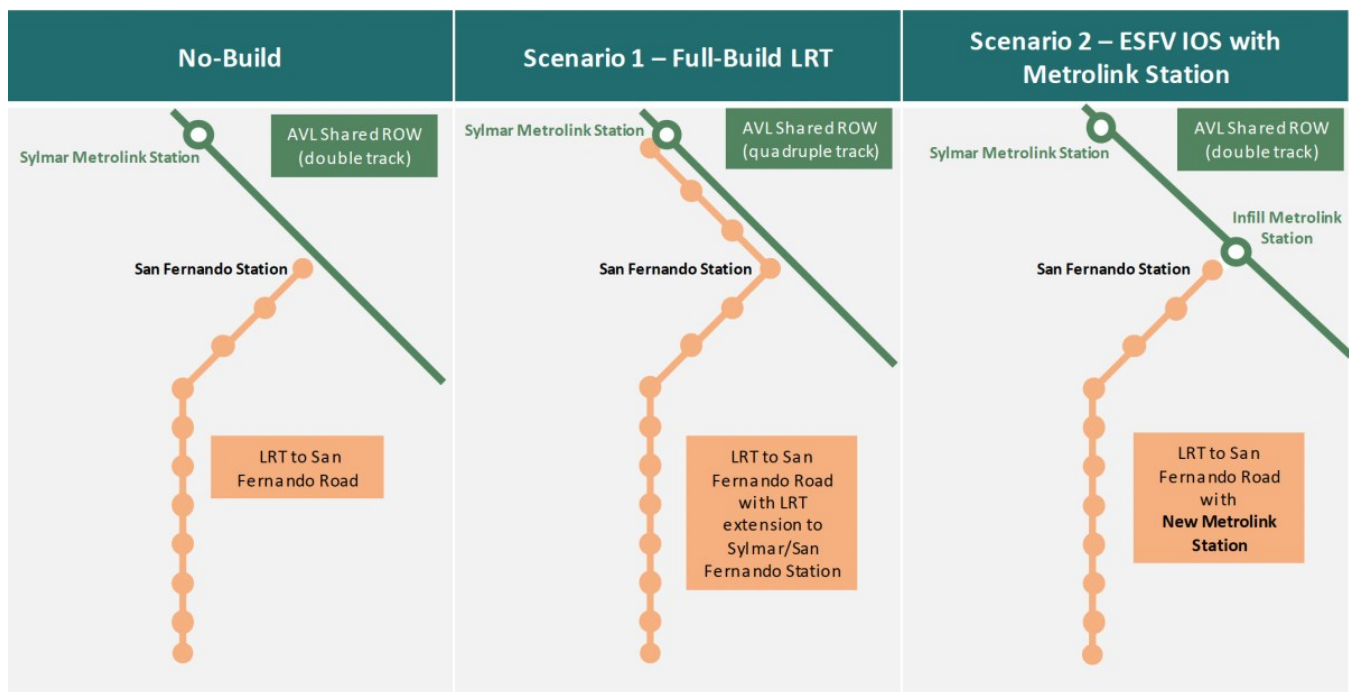 No-Build
Sylmar Metrolink Station
AVL Shared ROW
(double track)
San Fernando Station
LRT to San
Fernando Road
Scenario 1 – Full-Build LRT
Sylmar Metrolink Station
AVL Shared ROW
(quadruple track)
San Fernando Station
LRT to San
Fernando Road
with LRT
extension to
Sylmar/San
Fernando Station
Scenario 2 – ESFV IOS with
Metrolink Station
Sylmar Metrolink Station
AVL Shared ROW
(double track)
Infill Metrolink
Station
San Fernando Station
LRT to San
Fernando Road
with
New Metrolink
Station